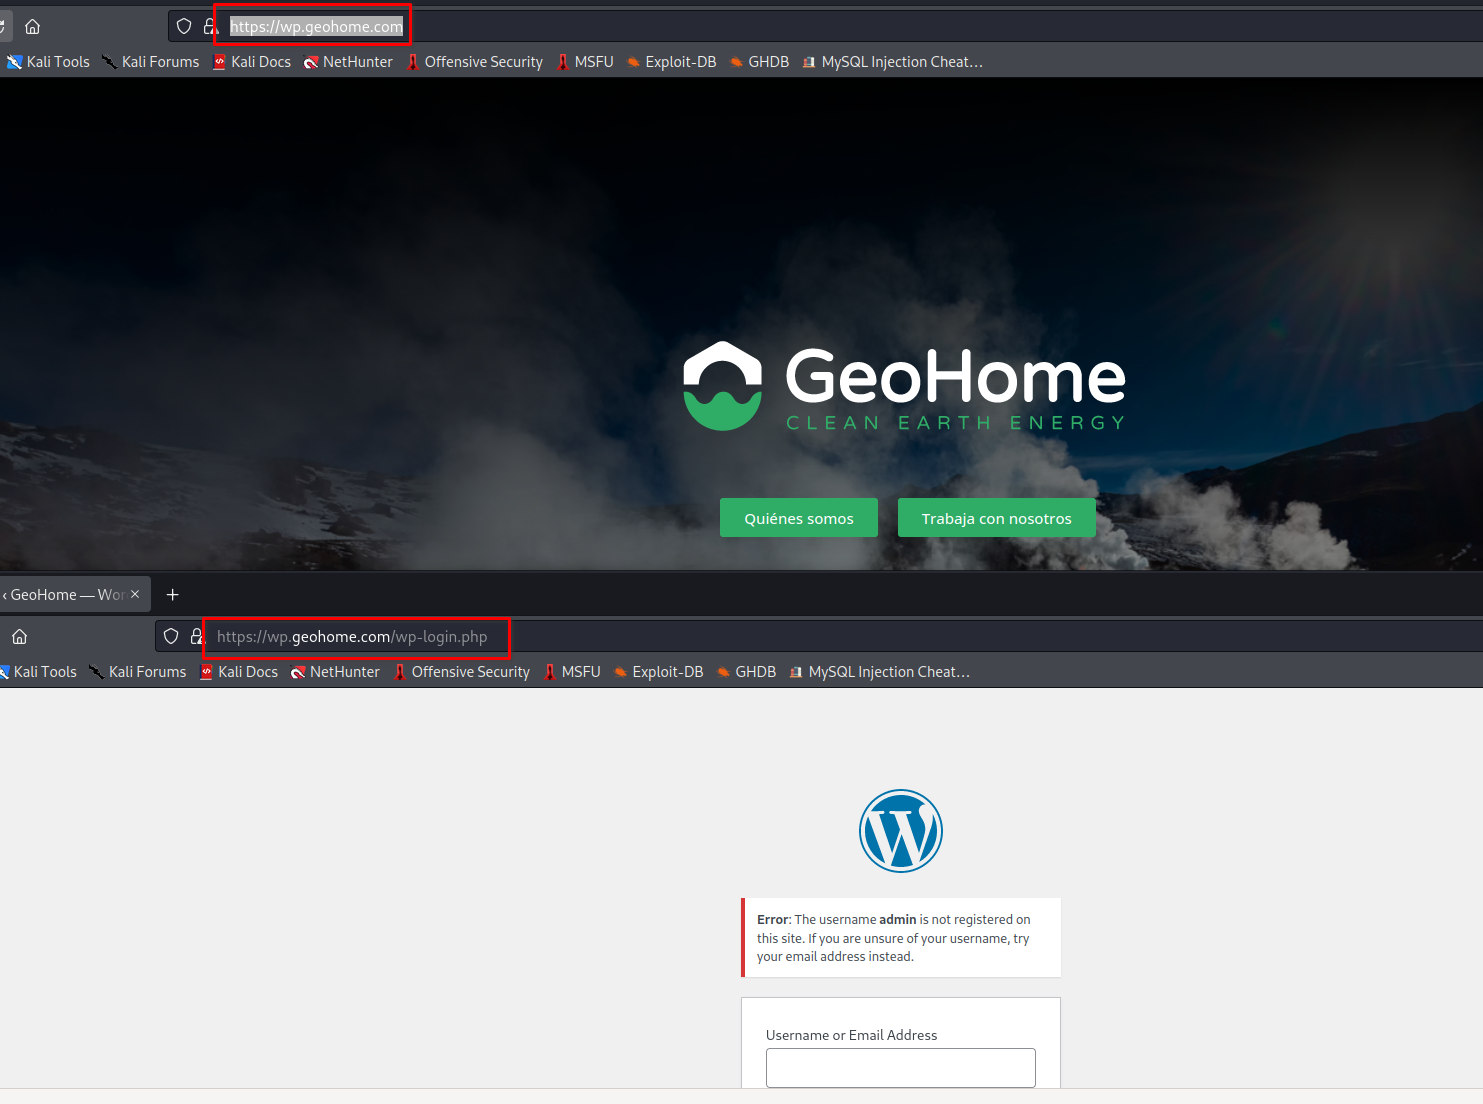 https://wp.geohome.com
Kali Tools Kali Forums Kali Docs NetHunter Offensive Security MSFU Exploit-DB GHDB MySQL Injection Cheat…
GeoHome
CLEAN EARTH ENERGY
Quiénes somos Trabaja con nosotros
‹ GeoHome — Wor
https://wp.geohome.com/wp-login.php
Kali Tools Kali Forums Kali Docs NetHunter Offensive Security MSFU Exploit-DB GHDB MySQL Injection Cheat…
Error: The username admin is not registered on
this site. If you are unsure of your username, try
your email address instead.
Username or Email Address